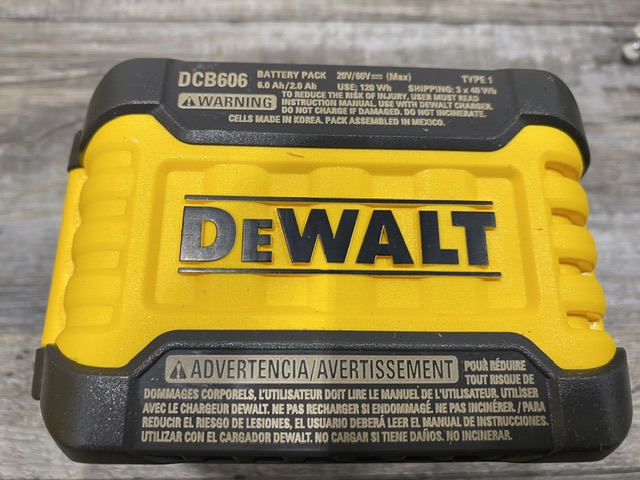 DCB606 BATTERY PACK 20V/60V⎓ (Max) TYPE 1
6.0 Ah/2.0 Ah USE: 120 Wh SHIPPING: 3 x 40 Wh
WARNING TO REDUCE THE RISK OF INJURY, USER MUST READ
INSTRUCTION MANUAL. USE WITH DEWALT CHARGER.
DO NOT CHARGE IF DAMAGED. DO NOT INCINERATE.
CELLS MADE IN KOREA. PACK ASSEMBLED IN MEXICO.
DEWALT
ADVERTENCIA/AVERTISSEMENT POUR RÉDUIRE
TOUT RISQUE DE
DOMMAGES CORPORELS, L'UTILISATEUR DOIT LIRE LE MANUEL DE L'UTILISATEUR. UTILISER
AVEC LE CHARGEUR DEWALT. NE PAS RECHARGER SI ENDOMMAGÉ. NE PAS INCINÉRER. / PARA
REDUCIR EL RIESGO DE LESIONES, EL USUARIO DEBERÁ LEER EL MANUAL DE INSTRUCCIONES.
UTILIZAR CON EL CARGADOR DEWALT. NO CARGAR SI TIENE DAÑOS. NO INCINERAR.